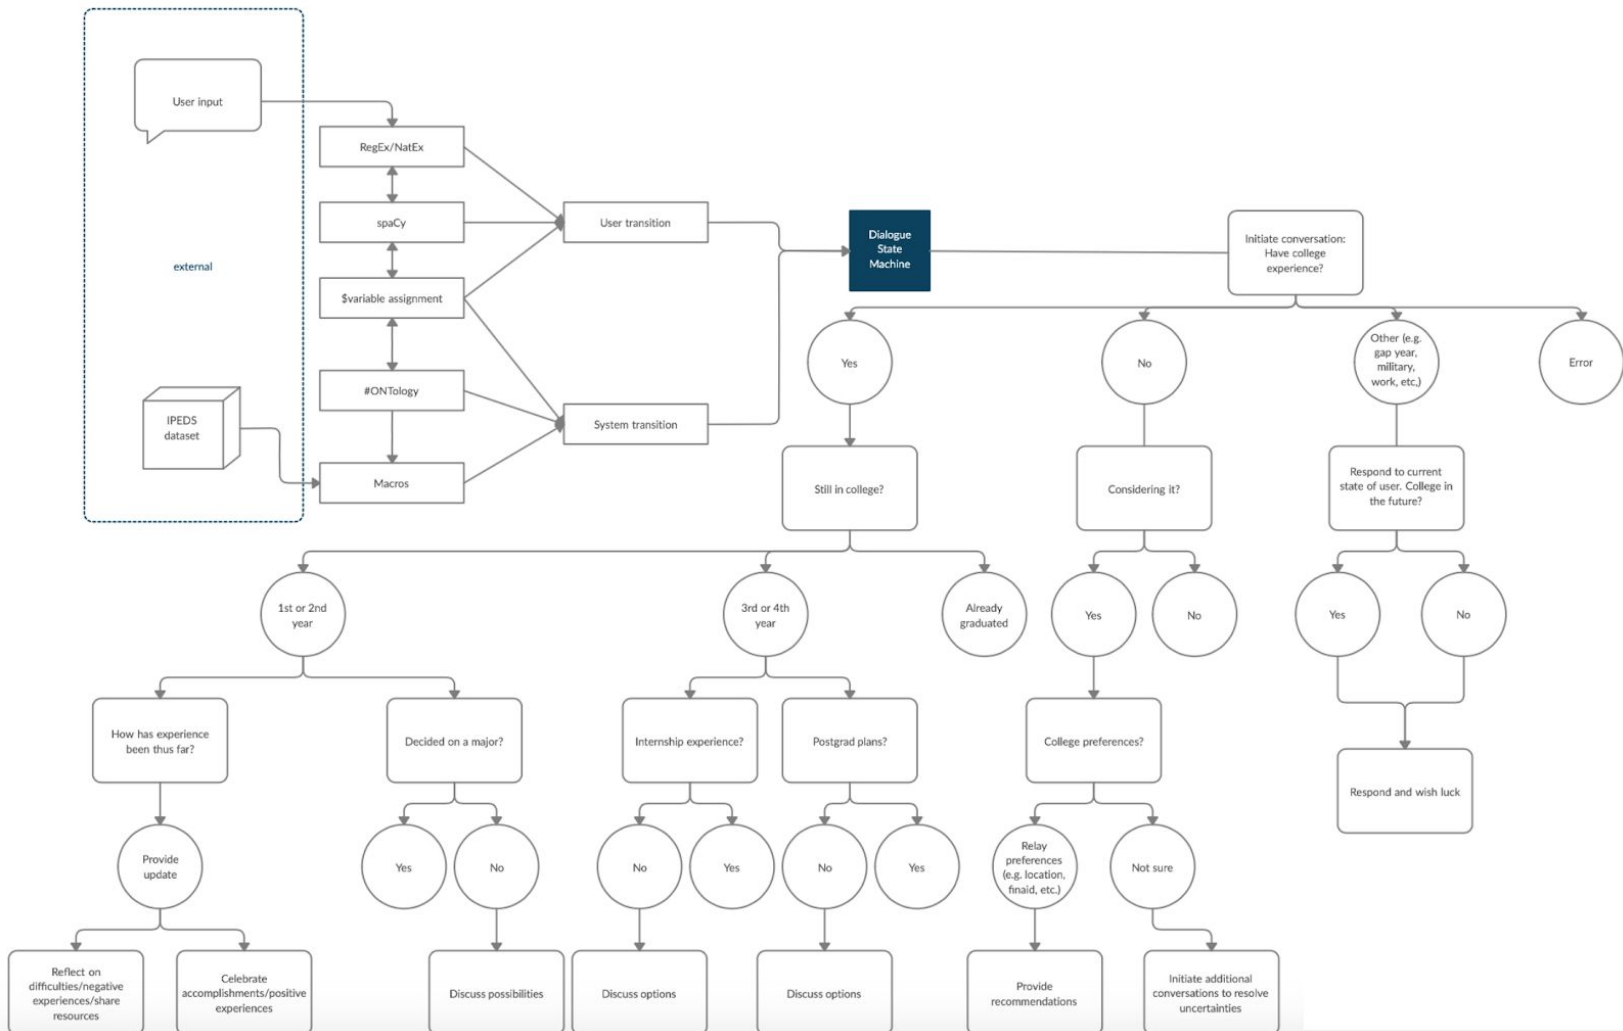 User input
external
IPEDS
dataset
RegEx/NatEx
spaCy
$variable assignment
#ONTology
Macros
User transition
System transition
Dialogue
State
Machine
Initiate conversation:
Have college
experience?
Yes
No
Other (e.g.
gap year,
military,
work, etc,)
Error
Still in college?
Considering it?
Respond to current
state of user. College in
the future?
1st or 2nd
year
3rd or 4th
year
Already
graduated
Yes
No
Yes
No
How has experience
been thus far?
Decided on a major?
Internship experience?
Postgrad plans?
College preferences?
Respond and wish luck
Provide
update
Yes
No
No
Yes
No
Yes
Relay
preferences
(e.g. location,
finaid, etc.)
Not sure
Reflect on
difficulties/negative
experiences/share
resources
Celebrate
accomplishments/positive
experiences
Discuss possibilities
Discuss options
Discuss options
Provide
recommendations
Initiate additional
conversations to resolve
uncertainties